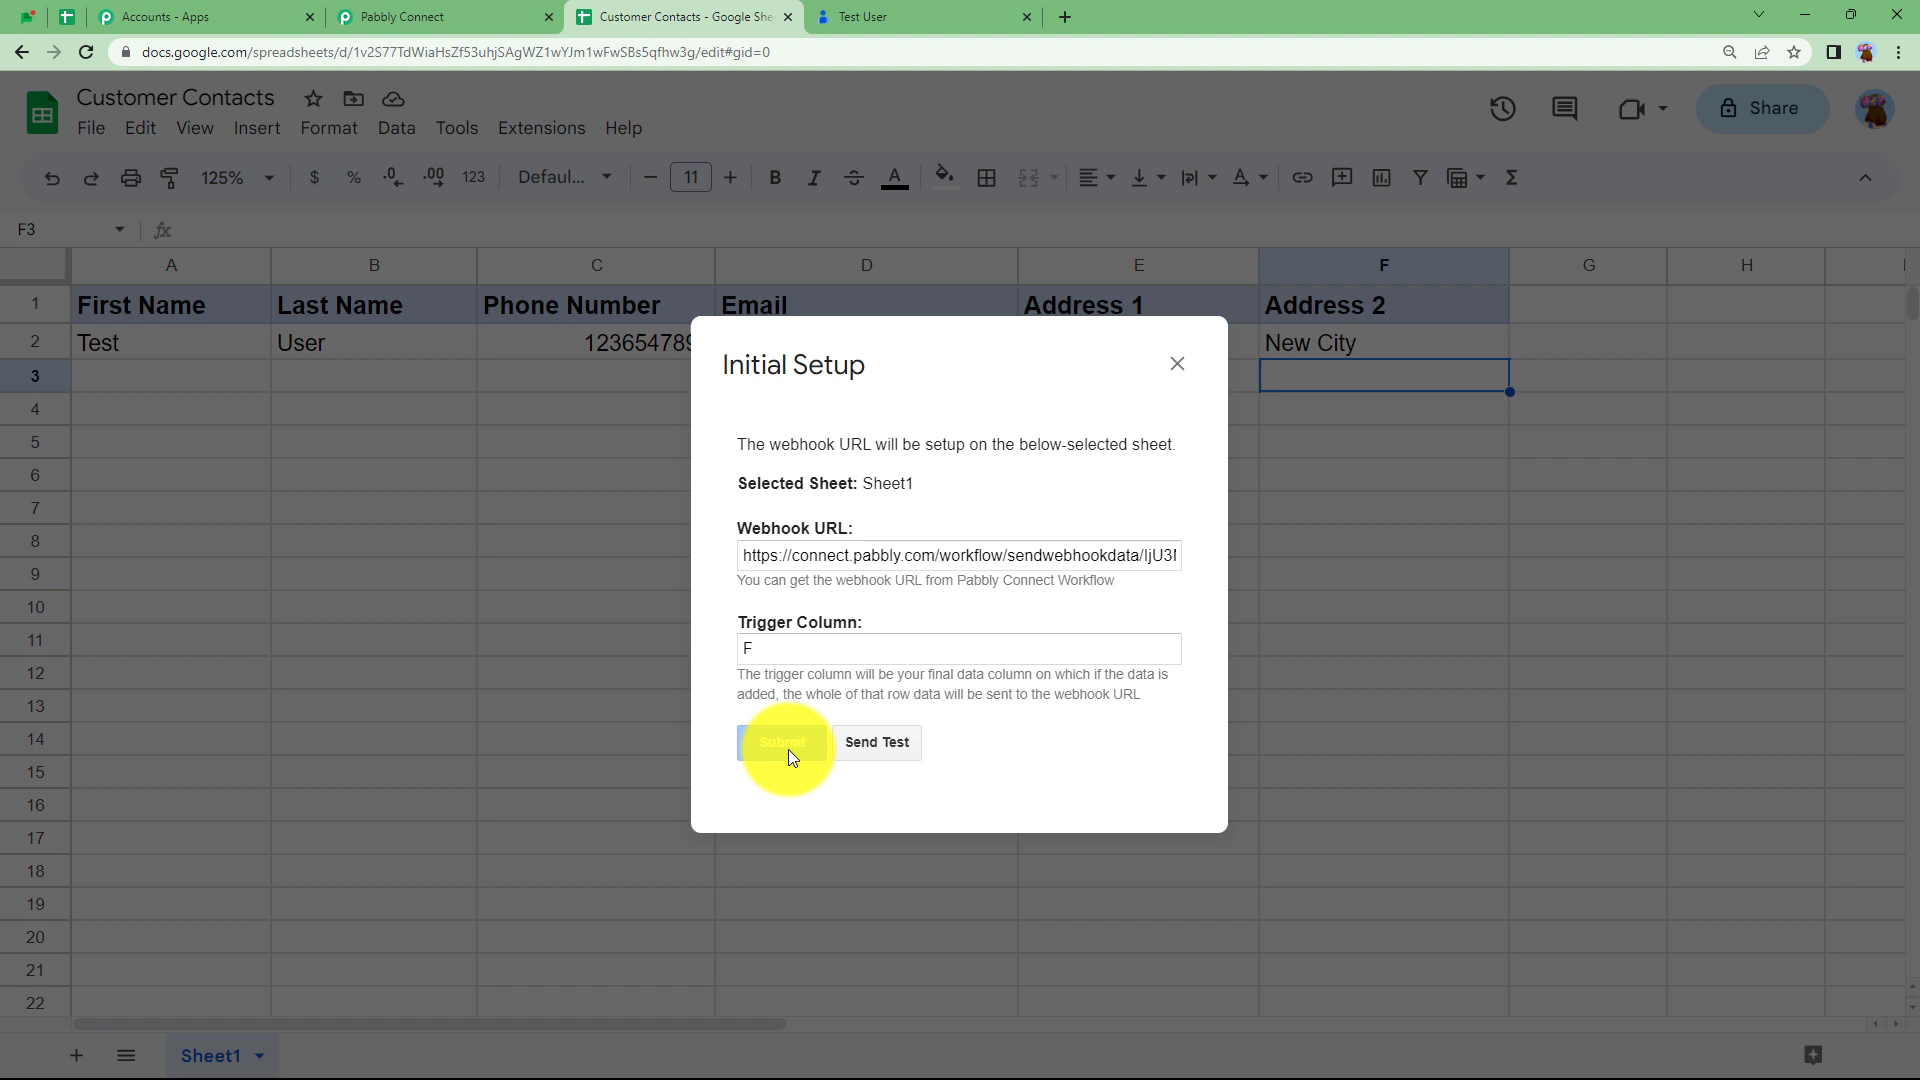 Accounts - Apps
Pabbly Connect
Customer Contacts - Google She
Test User
docs.google.com/spreadsheets/d/1v2S77TdWiaHsZf53uhjSAgWZ1wYJm1wFwSBs5qfhw3g/edit#gid=0
Customer Contacts
File Edit View Insert Format Data Tools Extensions Help
Share
125% $ % .0 .00 123 Defaul... 11 B I A Σ
F3 fx
A B C D E F G H
1 First Name Last Name Phone Number Email Address 1 Address 2
2 Test User 123654789 New City
3
4
5
6
7
8
9
10
11
12
13
14
15
16
17
18
19
20
21
22
Initial Setup
The webhook URL will be setup on the below-selected sheet.
Selected Sheet: Sheet1
Webhook URL:
https://connect.pabbly.com/workflow/sendwebhookdata/IjU3
You can get the webhook URL from Pabbly Connect Workflow
Trigger Column:
F
The trigger column will be your final data column on which if the data is
added, the whole of that row data will be sent to the webhook URL
Submit Send Test
Sheet1